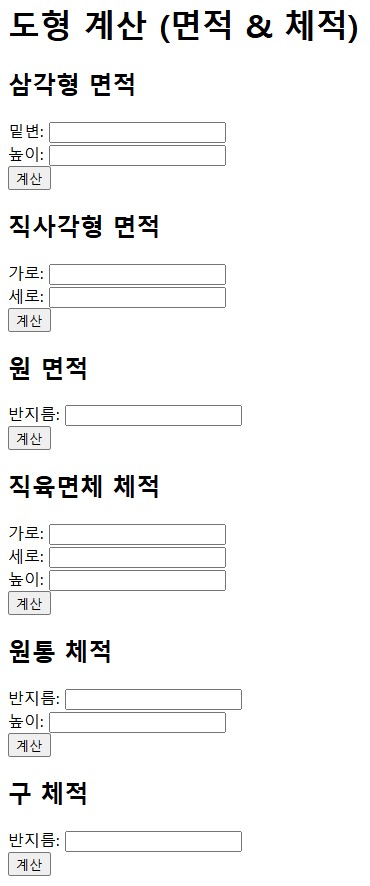 도형 계산 (면적 & 체적)
삼각형 면적
밑변:
높이:
계산
직사각형 면적
가로:
세로:
계산
원 면적
반지름:
계산
직육면체 체적
가로:
세로:
높이:
계산
원통 체적
반지름:
높이:
계산
구 체적
반지름:
계산